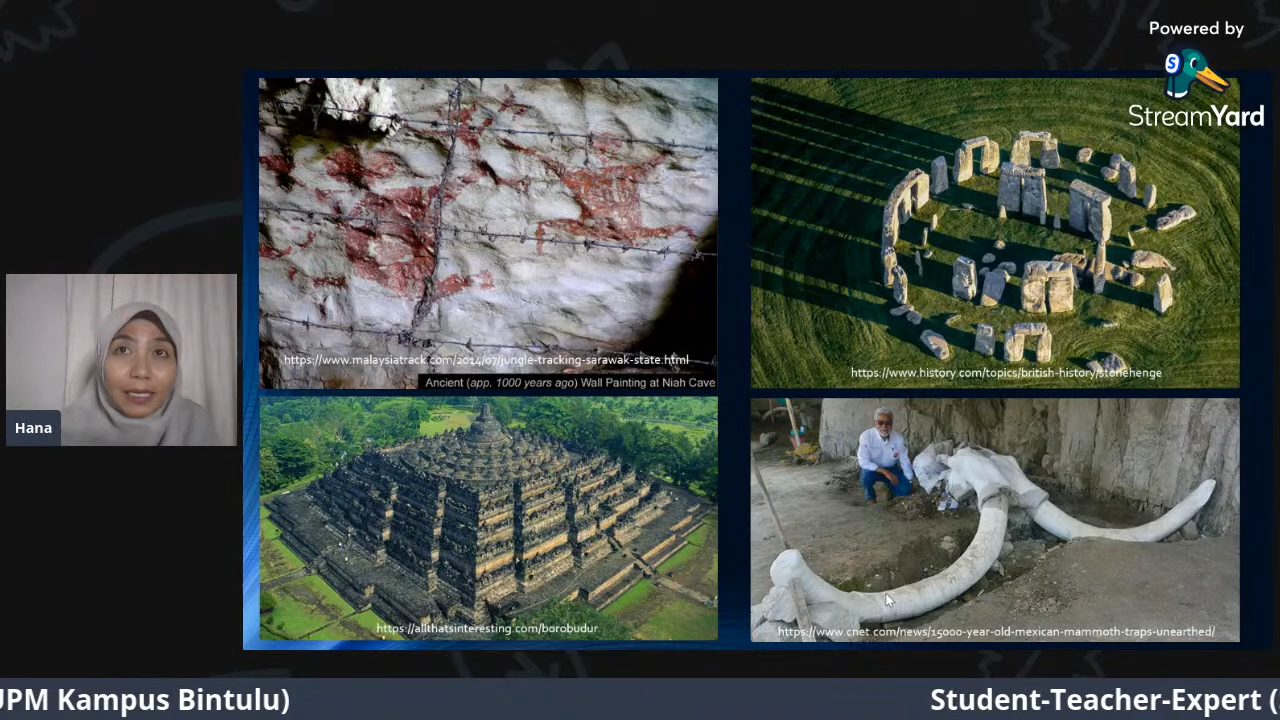 Powered by
S
StreamYard
https://www.malaysiatrack.com/2014/07/jungle-tracking-sarawak-state.html
Ancient (app. 1000 years ago) Wall Painting at Niah Cave
https://www.history.com/topics/british-history/stonehenge
Hana
https://allthatsinteresting.com/borobudur
https://www.cnet.com/news/15000-year-old-mexican-mammoth-traps-unearthed/
UPM Kampus Bintulu)
Student-Teacher-Expert (